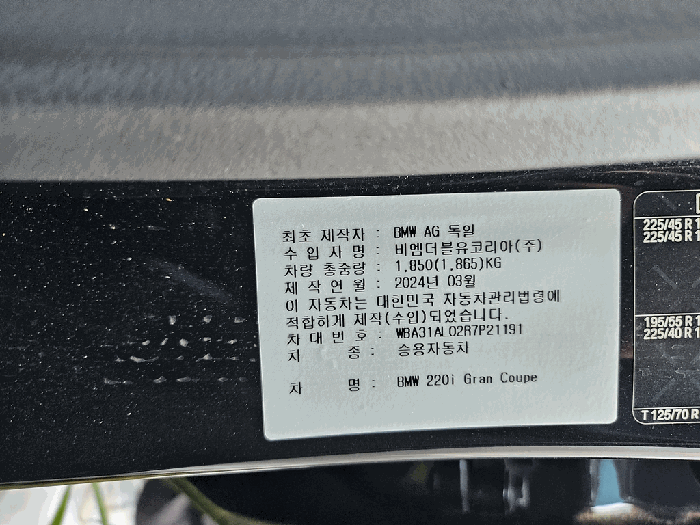 최초 제작자 : BMW AG 독일
수 입 사 명 : 비엠더블유코리아(주)
차량 총중량 : 1,850(1,865)KG
제 작 연 월 : 2024년 03월
이 자동차는 대한민국 자동차관리법령에
적합하게 제작(수입)되었습니다.
차 대 번 호 : WBA31AL02R7P21191
차 종 : 승용자동차
차 명 : BMW 220i Gran Coupe
225/45 R 1
225/45 R 1
195/55 R 1
225/40 R 1
T 125/70 R